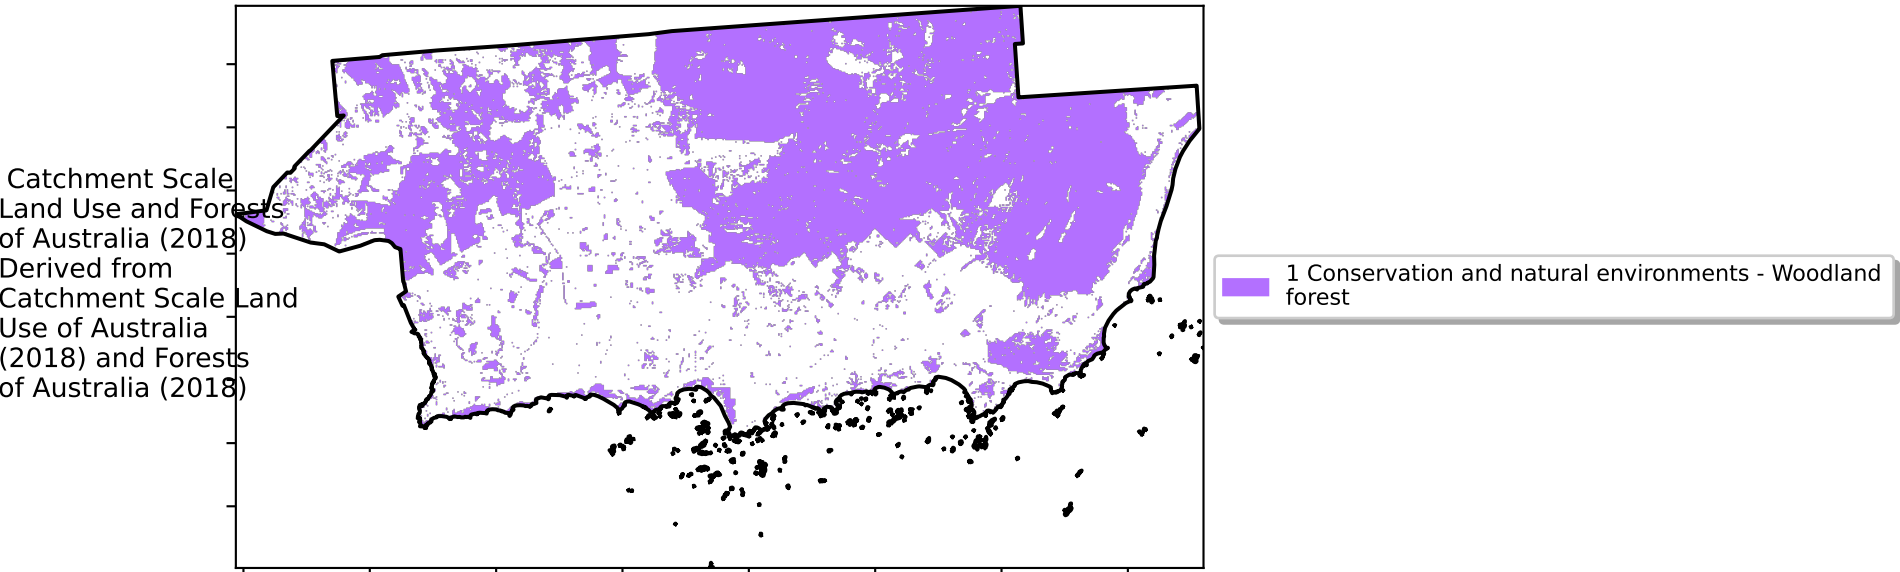 Catchment Scale
Land Use and Forests
of Australia (2018)
Derived from
Catchment Scale Land
Use of Australia
(2018) and Forests
of Australia (2018)
1 Conservation and natural environments - Woodland
forest